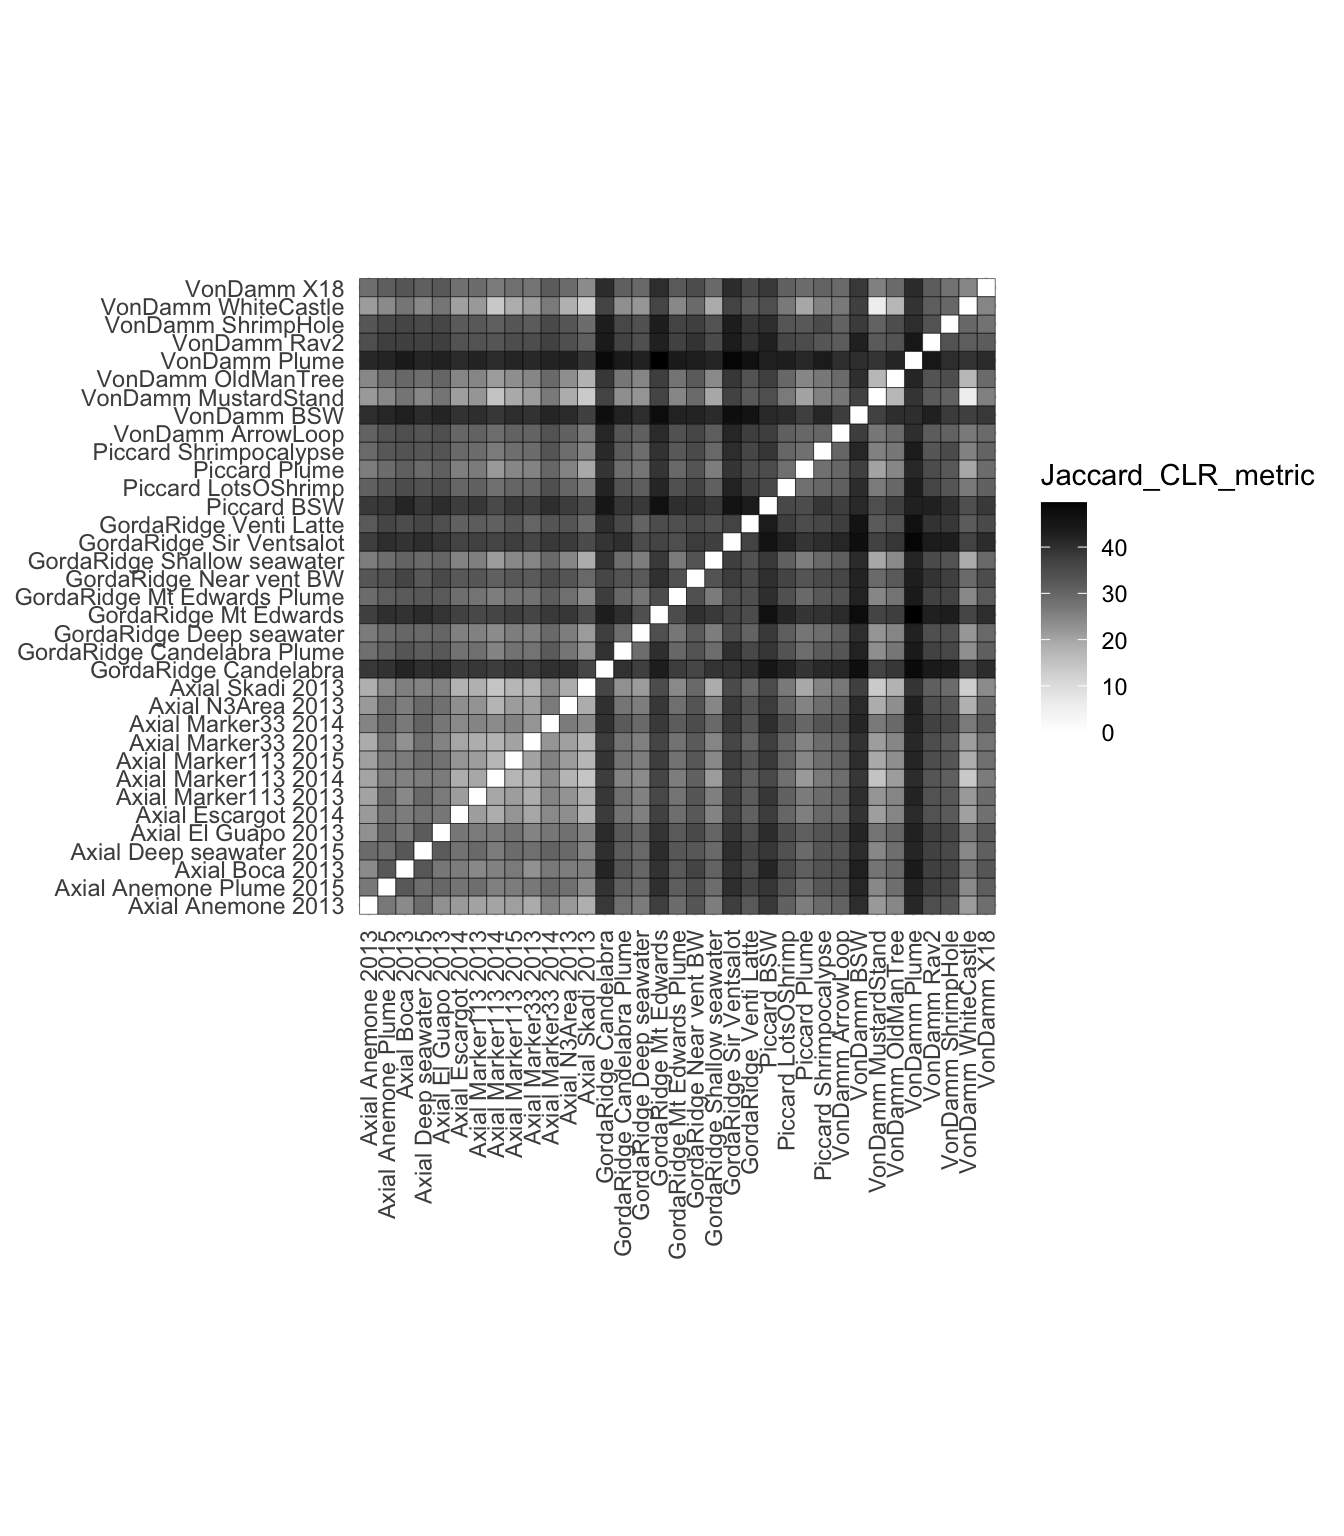 VonDamm X18
VonDamm WhiteCastle
VonDamm ShrimpHole
VonDamm Rav2
VonDamm Plume
VonDamm OldManTree
VonDamm MustardStand
VonDamm BSW
VonDamm ArrowLoop
Piccard Shrimpocalypse
Piccard Plume
Piccard LotsOShrimp
Piccard BSW
GordaRidge Venti Latte
GordaRidge Sir Ventsalot
GordaRidge Shallow seawater
GordaRidge Near vent BW
GordaRidge Mt Edwards Plume
GordaRidge Mt Edwards
GordaRidge Deep seawater
GordaRidge Candelabra Plume
GordaRidge Candelabra
Axial Skadi 2013
Axial N3Area 2013
Axial Marker33 2014
Axial Marker33 2013
Axial Marker113 2015
Axial Marker113 2014
Axial Marker113 2013
Axial Escargot 2014
Axial El Guapo 2013
Axial Deep seawater 2015
Axial Boca 2013
Axial Anemone Plume 2015
Axial Anemone 2013
Axial Anemone 2013
Axial Anemone Plume 2015
Axial Boca 2013
Axial Deep seawater 2015
Axial El Guapo 2013
Axial Escargot 2014
Axial Marker113 2013
Axial Marker113 2014
Axial Marker113 2015
Axial Marker33 2013
Axial Marker33 2014
Axial N3Area 2013
Axial Skadi 2013
GordaRidge Candelabra
GordaRidge Candelabra Plume
GordaRidge Deep seawater
GordaRidge Mt Edwards
GordaRidge Mt Edwards Plume
GordaRidge Near vent BW
GordaRidge Shallow seawater
GordaRidge Sir Ventsalot
GordaRidge Venti Latte
Piccard BSW
Piccard LotsOShrimp
Piccard Plume
Piccard Shrimpocalypse
VonDamm ArrowLoop
VonDamm BSW
VonDamm MustardStand
VonDamm OldManTree
VonDamm Plume
VonDamm Rav2
VonDamm ShrimpHole
VonDamm WhiteCastle
VonDamm X18
Jaccard_CLR_metric
40
30
20
10
0